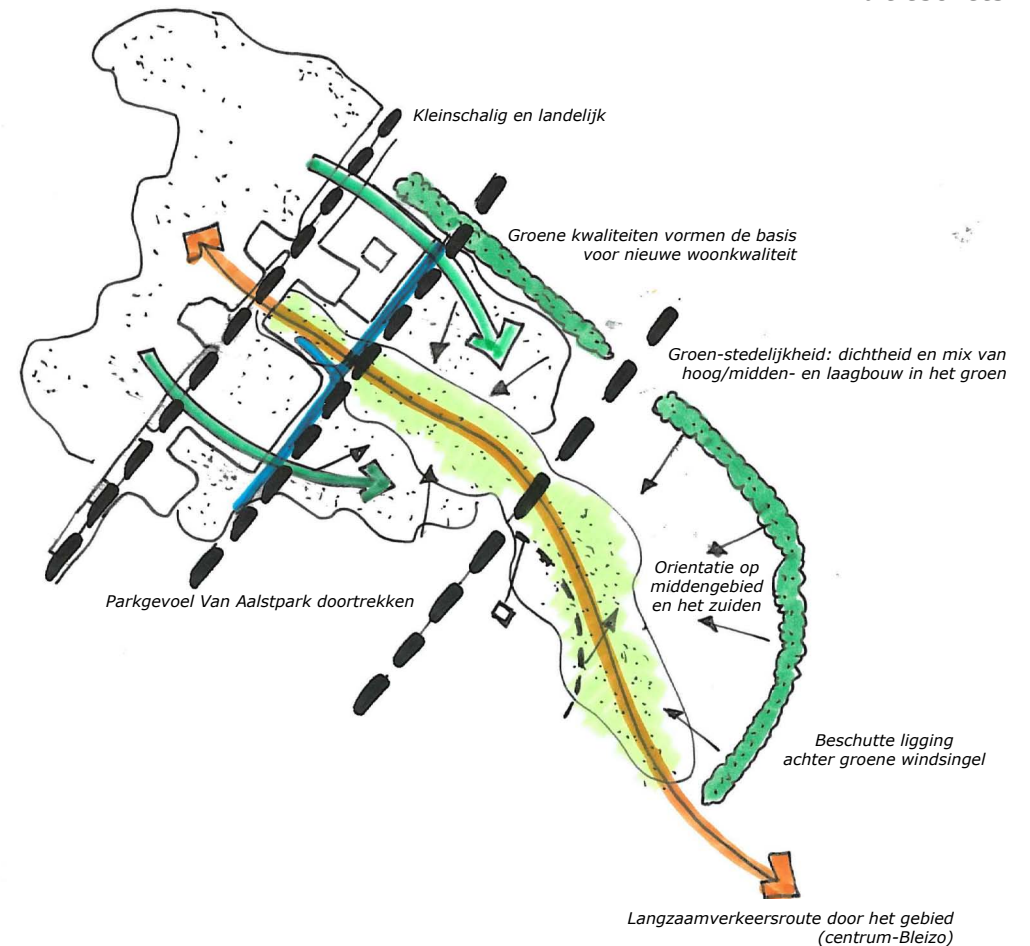 Kleinschalig en landelijk
Groene kwaliteiten vormen de basis
voor nieuwe woonkwaliteit
Groen-stedelijkheid: dichtheid en mix van
hoog/midden- en laagbouw in het groen
Orientatie op
middengebied
en het zuiden
Parkgevoel Van Aalstpark doortrekken
Beschutte ligging
achter groene windsingel
Langzaamverkeersroute door het gebied
(centrum-Bleizo)